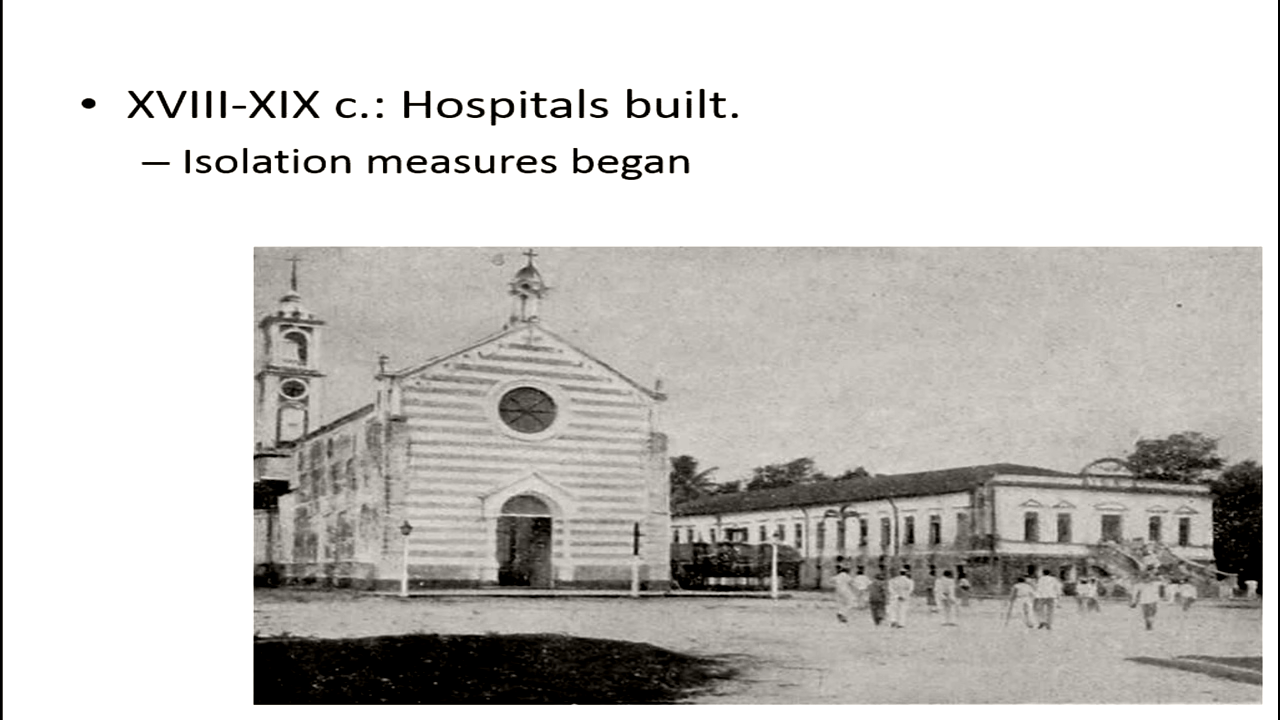 • XVIII-XIX c.: Hospitals built.
– Isolation measures began